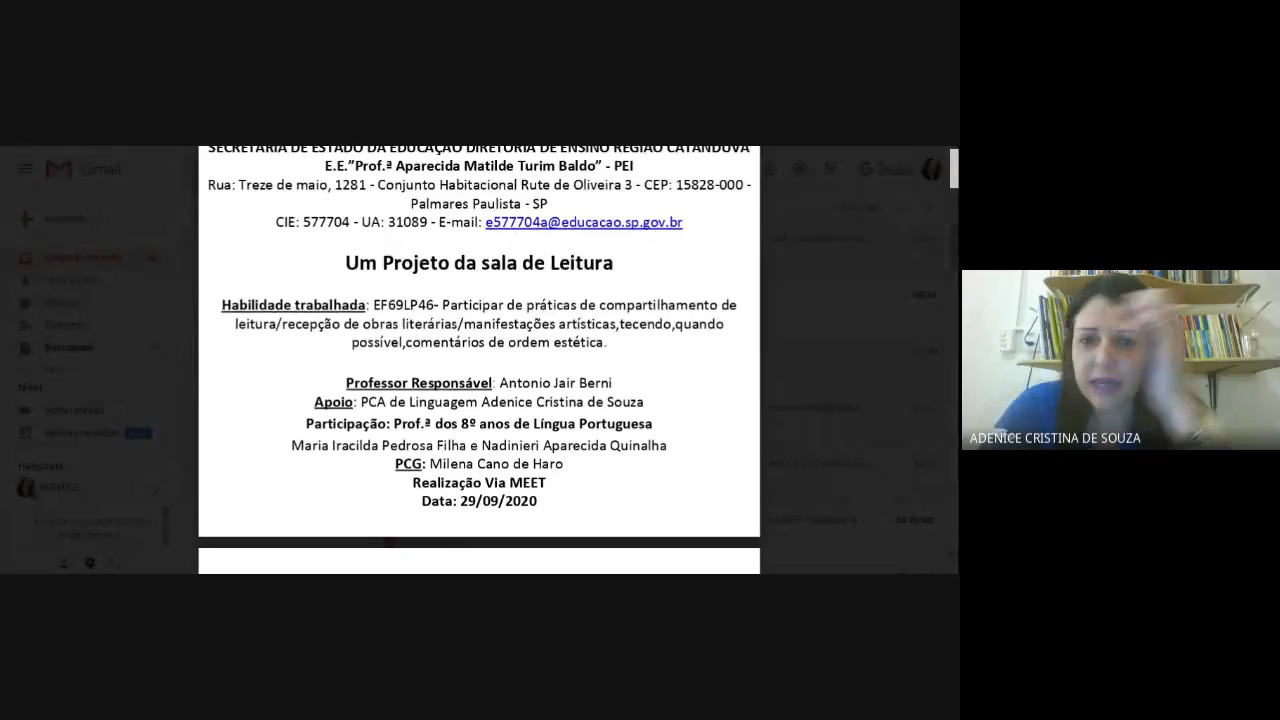 SECRETARIA DE ESTADO DA EDUCAÇÃO DIRETORIA DE ENSINO REGIÃO CATANDUVA
E.E."Prof.ª Aparecida Matilde Turim Baldo" - PEI
Rua: Treze de maio, 1281 - Conjunto Habitacional Rute de Oliveira 3 - CEP: 15828-000 -
Palmares Paulista - SP
CIE: 577704 - UA: 31089 - E-mail: e577704a@educacao.sp.gov.br
Um Projeto da sala de Leitura
Habilidade trabalhada: EF69LP46- Participar de práticas de compartilhamento de
leitura/recepção de obras literárias/manifestações artísticas,tecendo,quando
possível,comentários de ordem estética.
Professor Responsável: Antonio Jair Berni
Apoio: PCA de Linguagem Adenice Cristina de Souza
Participação: Prof.ª dos 8º anos de Língua Portuguesa
Maria Iracilda Pedrosa Filha e Nadinieri Aparecida Quinalha
PCG: Milena Cano de Haro
Realização Via MEET
Data: 29/09/2020
Gmail
Meet
Hangouts
ADENICE CRISTINA DE SOUZA